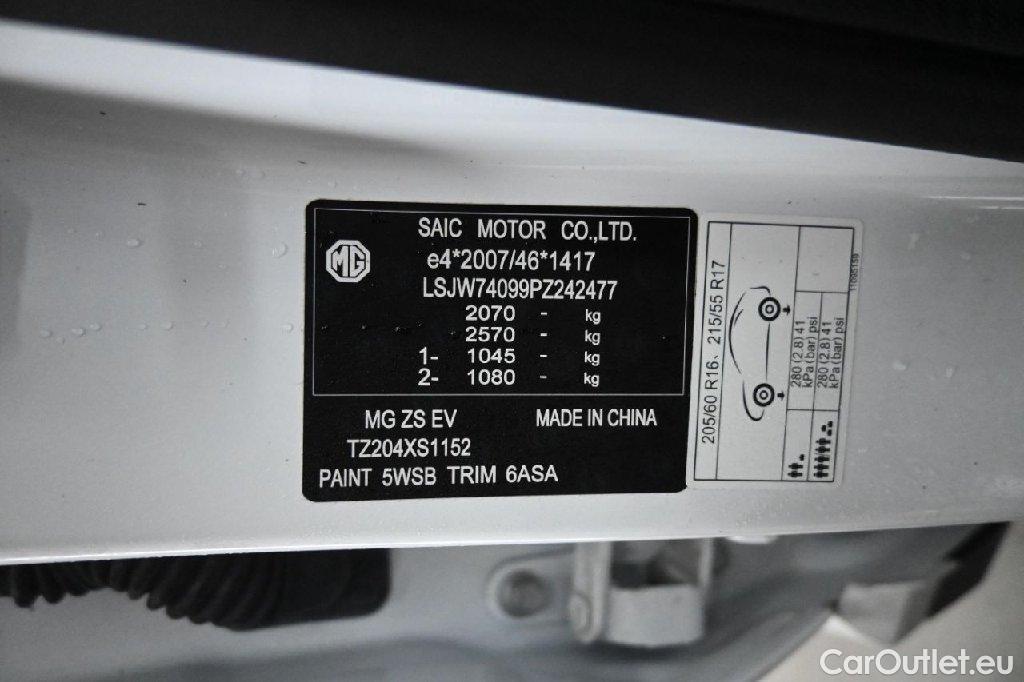 SAIC MOTOR CO.,LTD.
MG
e4*2007/46*1417
LSJW74099PZ242477
2070 - kg
2570 - kg
1- 1045 - kg
2- 1080 - kg
MG ZS EV MADE IN CHINA
TZ204XS1152
PAINT 5WSB TRIM 6ASA
205/60 R16、215/55 R17
280 (2.8) 41
kPa (bar) psi
280 (2.8) 41
kPa (bar) psi
CarOutlet.eu